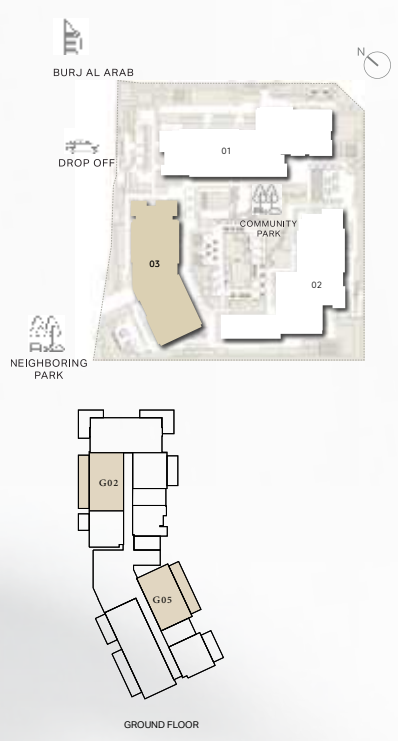 N
BURJ AL ARAB
01
DROP OFF
COMMUNITY
PARK
03
02
NEIGHBORING
PARK
G02
G05
GROUND FLOOR